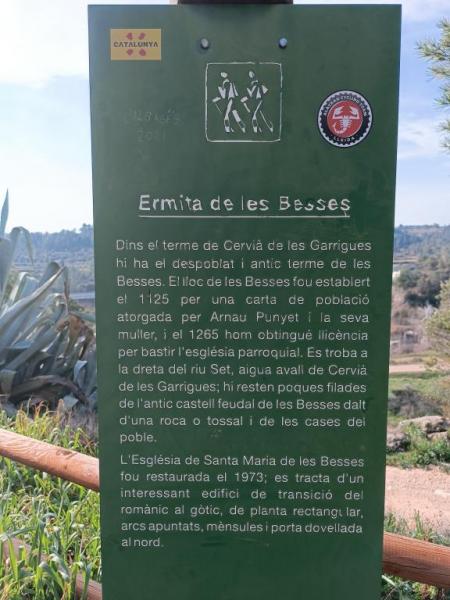 CATALUNYA
L'ALBAGÉS
2021
Ermita de les Besses
Dins el terme de Cervià de les Garrigues
hi ha el despoblat i antic terme de les
Besses. El lloc de les Besses fou establert
el 1125 per una carta de població
atorgada per Arnau Punyet i la seva
muller, i el 1265 hom obtingué llicència
per bastir l'església parroquial. Es troba a
la dreta del riu Set, aigua avall de Cervià
de les Garrigues; hi resten poques filades
de l'antic castell feudal de les Besses dalt
d'una roca o tossal i de les cases del
poble.
L'Església de Santa Maria de les Besses
fou restaurada el 1973; es tracta d'un
interessant edifici de transició del
romànic al gòtic, de planta rectangular,
arcs apuntats, mènsules i porta dovellada
al nord.